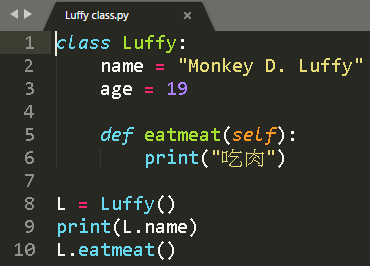 Luffy class.py
1 class Luffy:
2     name = "Monkey D. Luffy"
3     age = 19
4
5     def eatmeat(self):
6         print("吃肉")
7
8 L = Luffy()
9 print(L.name)
10 L.eatmeat()